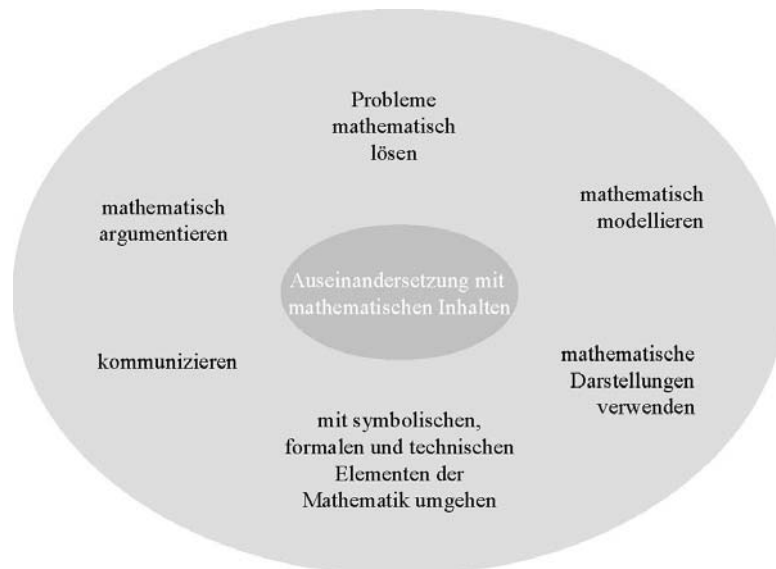 Probleme
mathematisch
lösen
mathematisch
modellieren
mathematisch
argumentieren
Auseinandersetzung mit
mathematischen Inhalten
kommunizieren
mathematische
Darstellungen
verwenden
mit symbolischen,
formalen und technischen
Elementen der
Mathematik umgehen